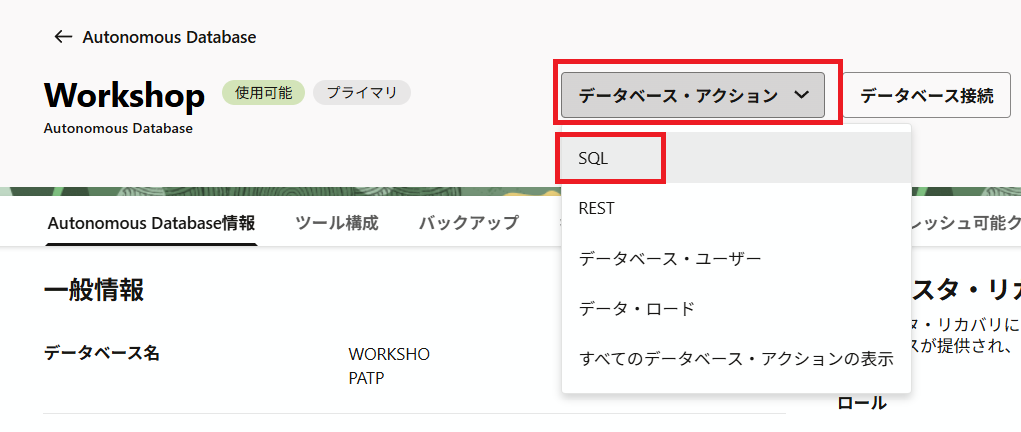 Autonomous Database
Workshop 使用可能 プライマリ
データベース・アクション データベース接続
Autonomous Database
SQL
REST
Autonomous Database情報 ツール構成 バックアップ レッシュ可能
データベース・ユーザー
一般情報 スタ・リカ
データ・ロード
タ・リカバリに
スが提供され、
データベース名 WORKSHO
PATP
すべてのデータベース・アクションの表示
ロール